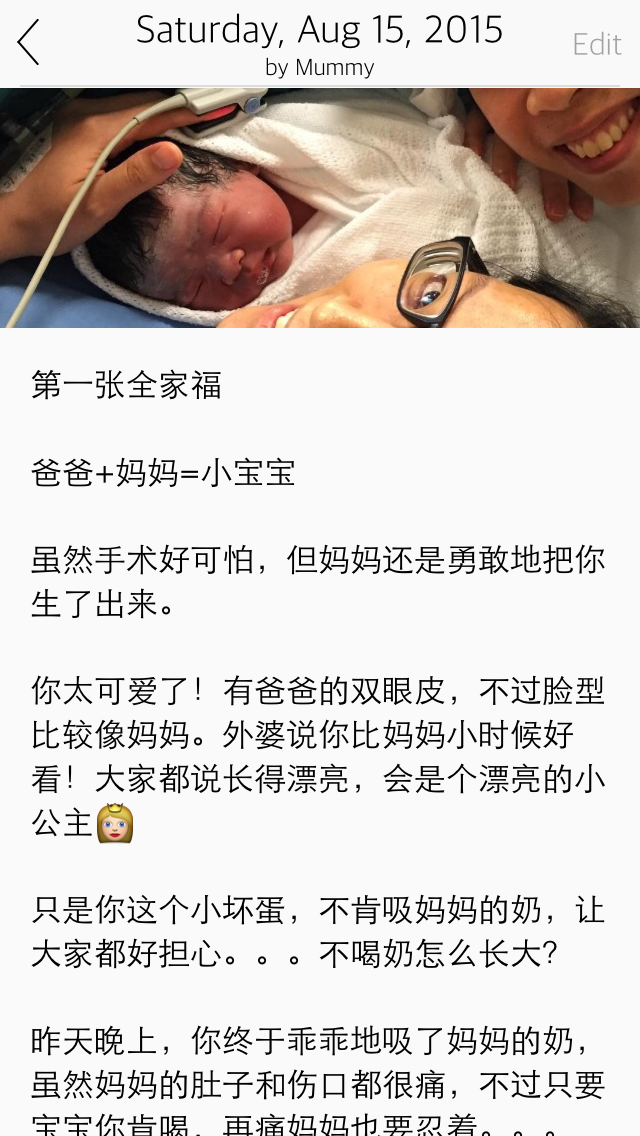 Saturday, Aug 15, 2015
by Mummy
Edit
第一张全家福
爸爸+妈妈=小宝宝
虽然手术好可怕，但妈妈还是勇敢地把你
生了出来。
你太可爱了！有爸爸的双眼皮，不过脸型
比较像妈妈。外婆说你比妈妈小时候好
看！大家都说长得漂亮，会是个漂亮的小
公主👸
只是你这个小坏蛋，不肯吸妈妈的奶，让
大家都好担心。。。不喝奶怎么长大？
昨天晚上，你终于乖乖地吸了妈妈的奶，
虽然妈妈的肚子和伤口都很痛，不过只要
宝宝你肯喝，再痛妈妈也要忍着。。。